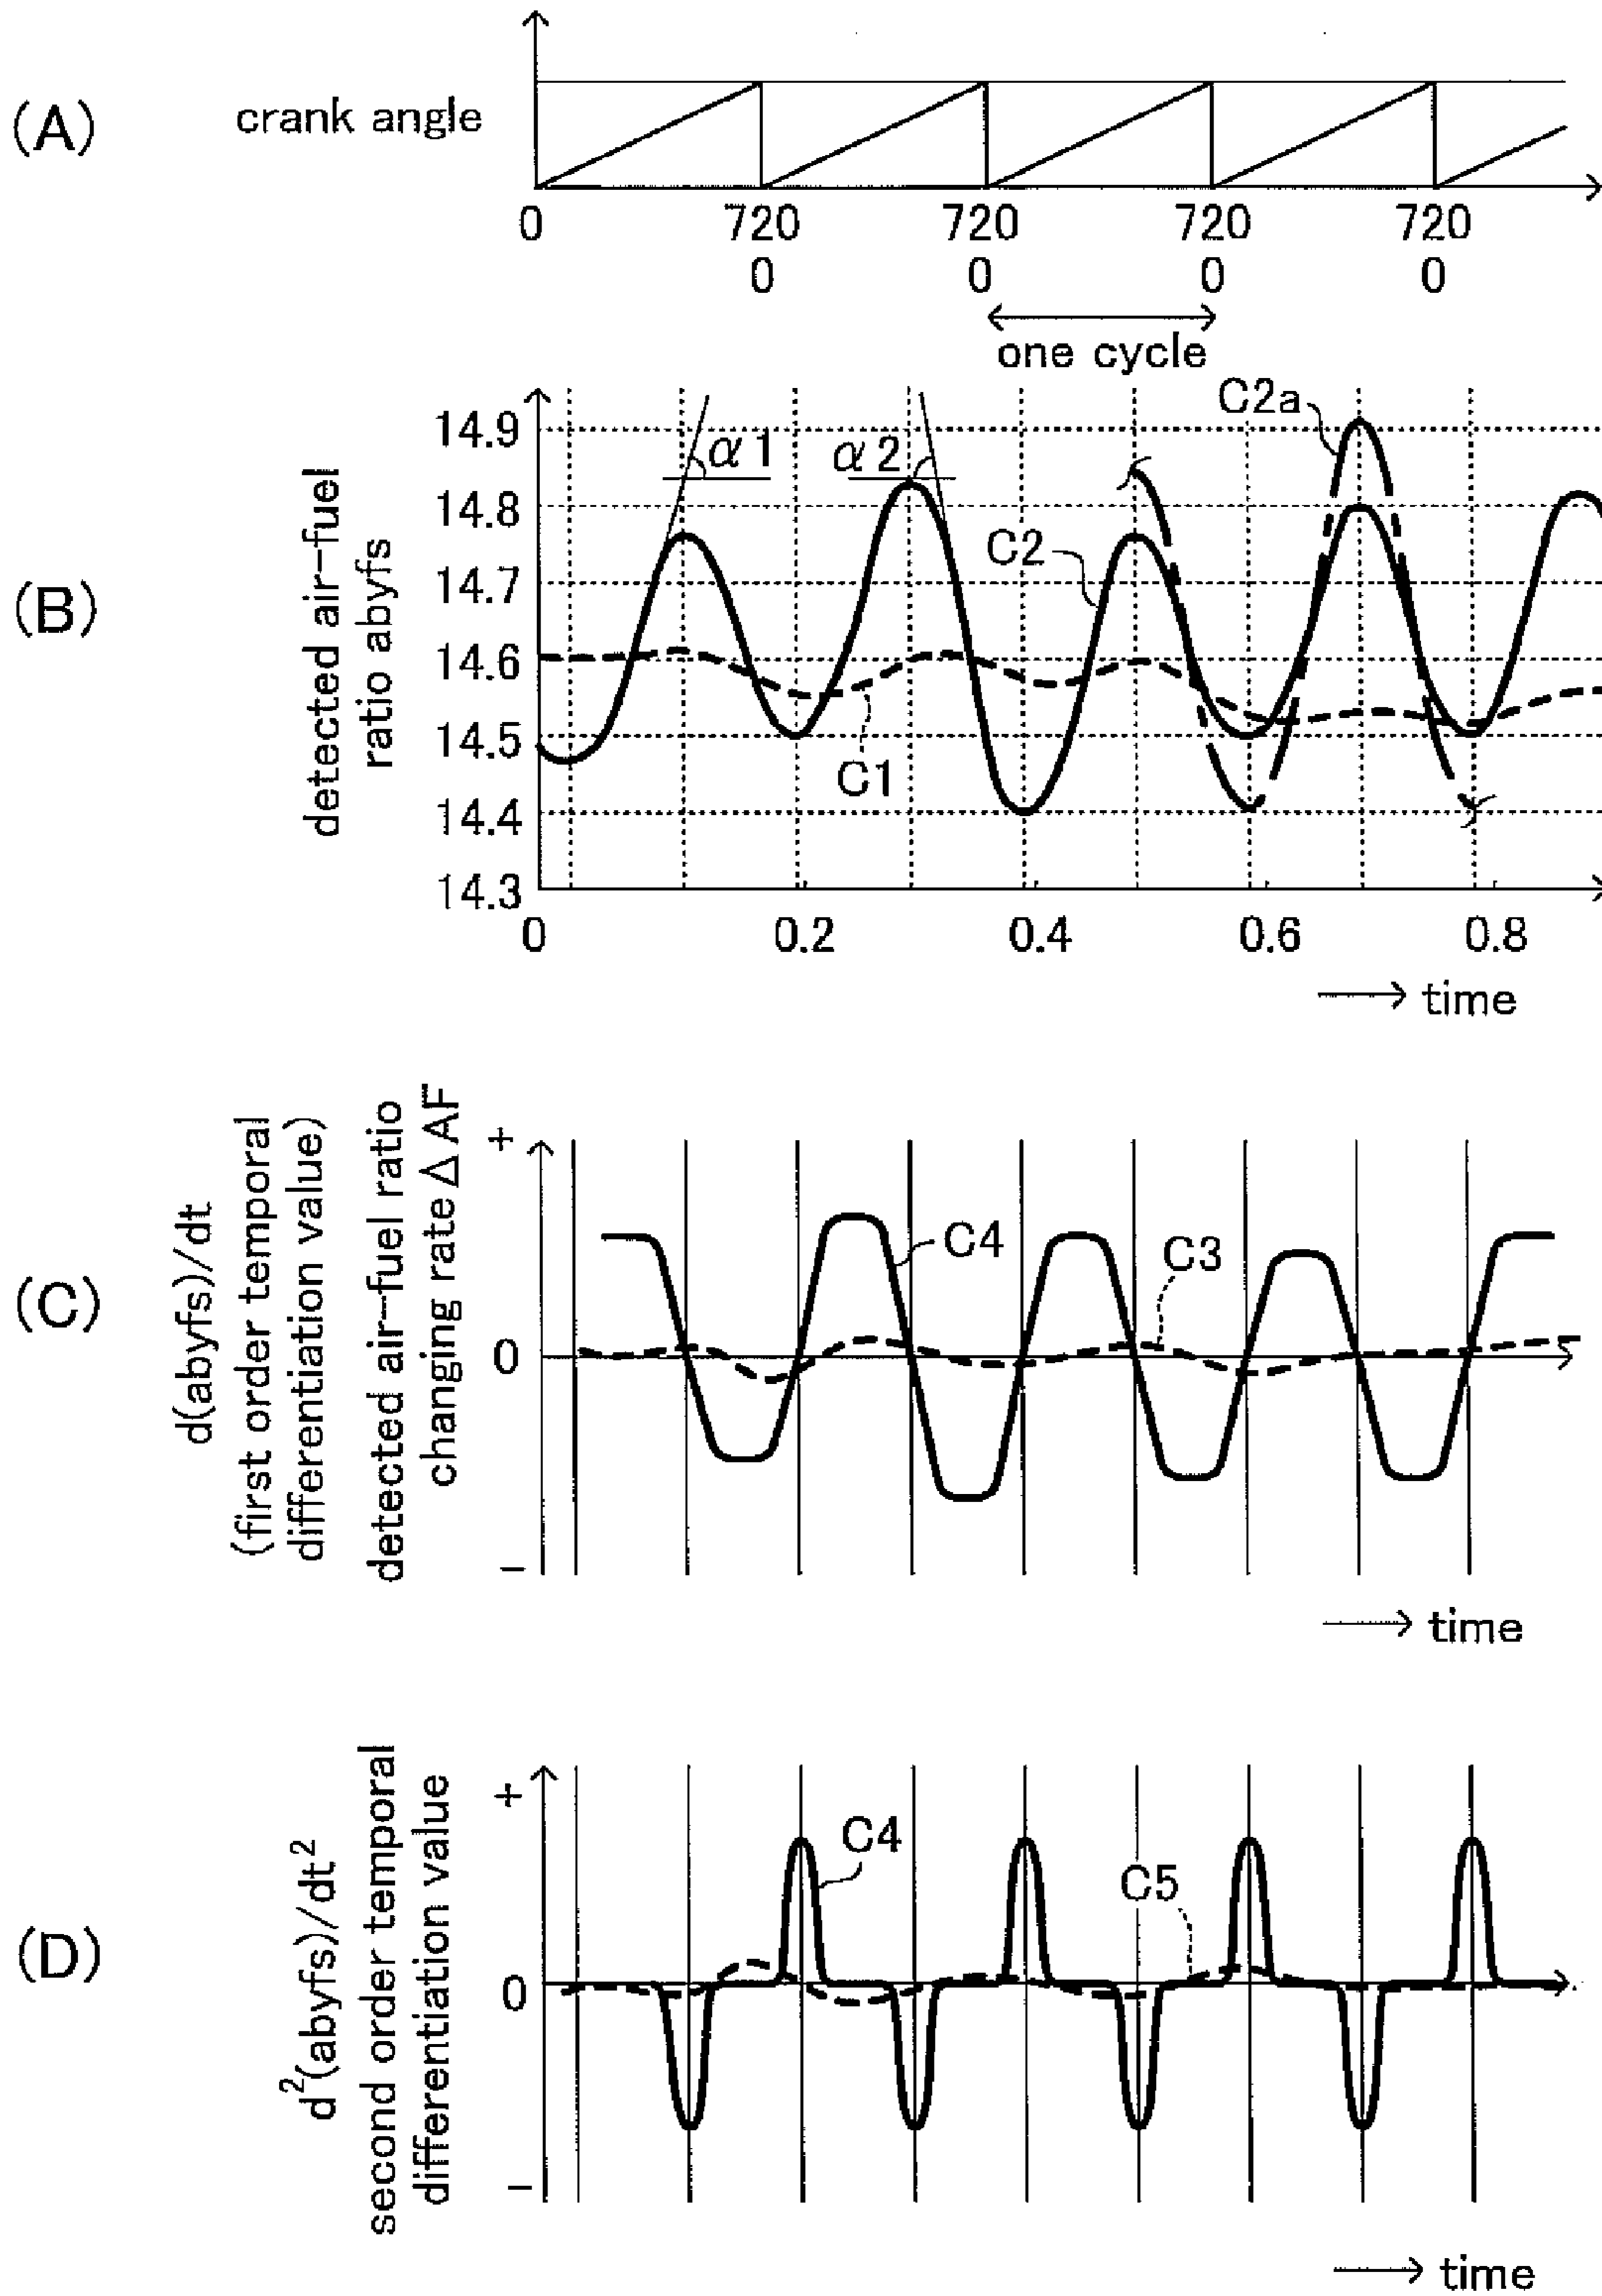 (A)
crank angle
0 720 720 720 720
0 0 0 0
one cycle
(B)
detected air-fuel
ratio abyfs
14.9
14.8
14.7
14.6
14.5
14.4
14.3
α1
α2
C2a
C2
C1
0 0.2 0.4 0.6 0.8
time
(C)
d(abyfs)/dt
(first order temporal
differentiation value)
detected air-fuel ratio
changing rate ΔAF
+
0
-
C4
C3
time
(D)
d²(abyfs)/dt²
second order temporal
differentiation value
+
0
-
C4
C5
time